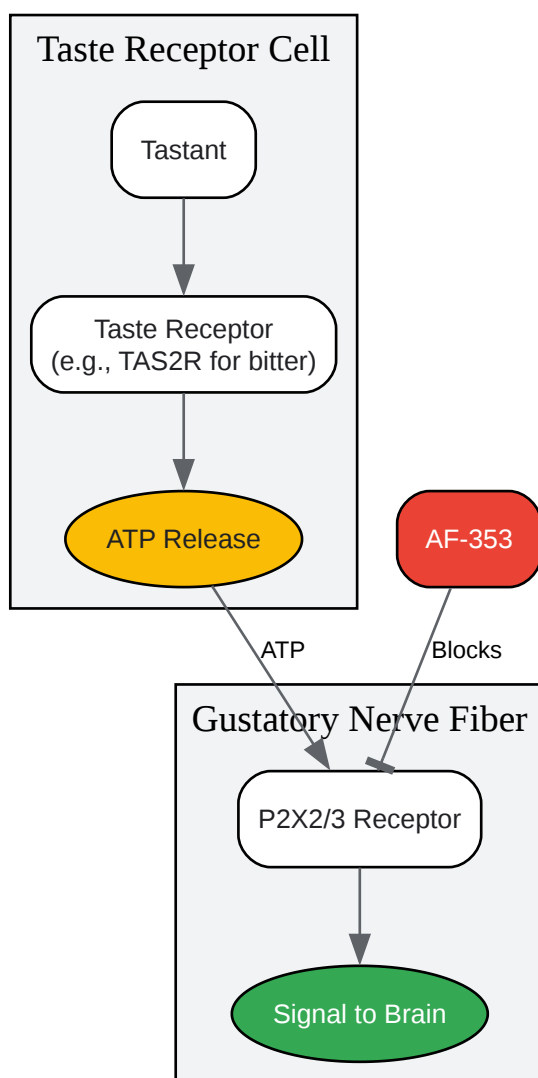 Taste Receptor Cell
Tastant
Taste Receptor
(e.g., TAS2R for bitter)
ATP Release
AF-353
ATP
Blocks
Gustatory Nerve Fiber
P2X2/3 Receptor
Signal to Brain